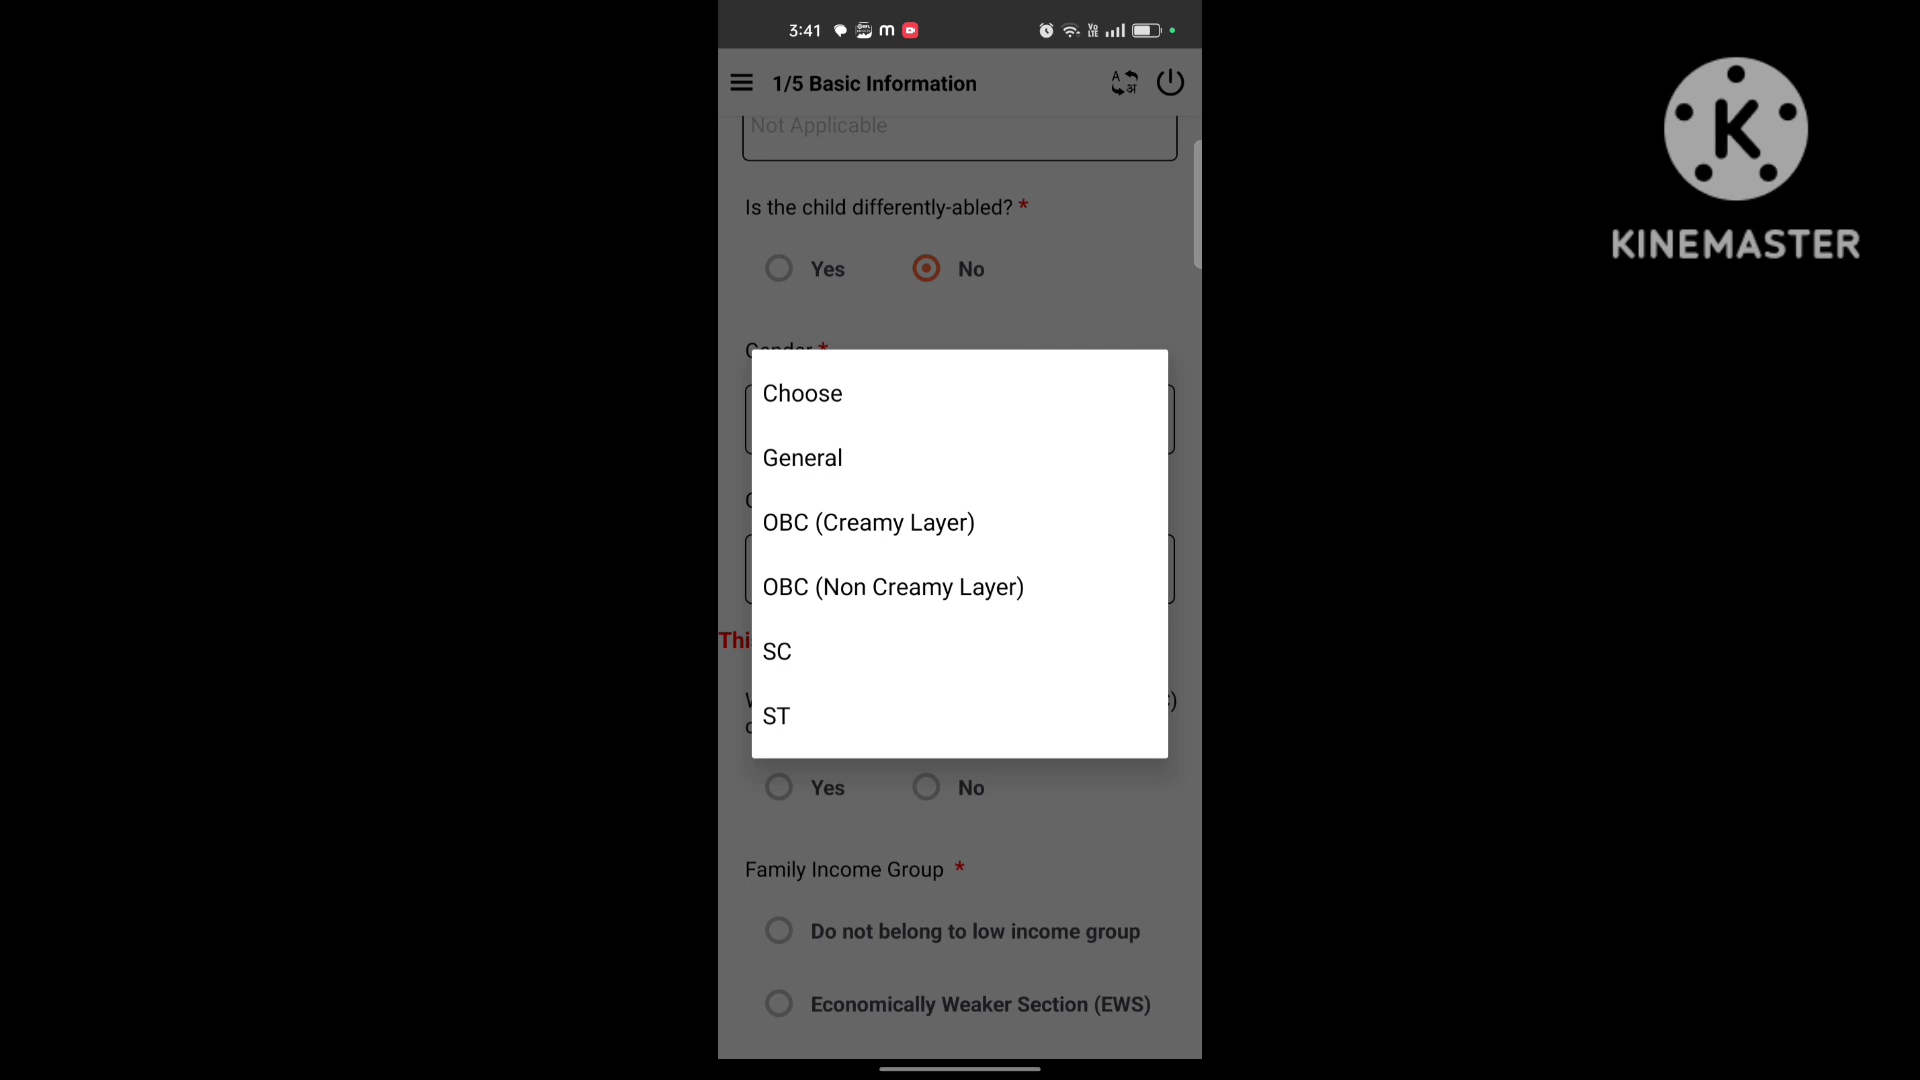 3:41
1/5 Basic Information
Not Applicable
Is the child differently-abled? *
Yes
No
Gender *
Choose
General
OBC (Creamy Layer)
OBC (Non Creamy Layer)
SC
ST
Yes
No
Family Income Group *
Do not belong to low income group
Economically Weaker Section (EWS)
KINEMASTER